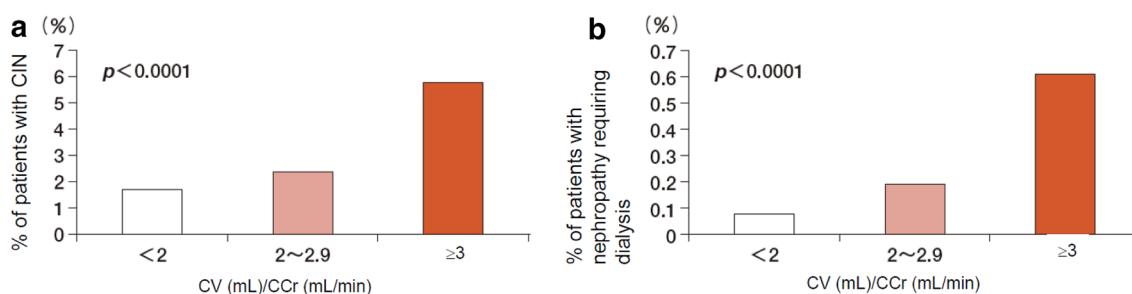 a (%)
% of patients with CIN
7
6
5
4
3
2
1
0
p<0.0001
<2
2~2.9
≥3
CV (mL)/CCr (mL/min)
b (%)
% of patients with
nephropathy requiring
dialysis
0.7
0.6
0.5
0.4
0.3
0.2
0.1
0
p<0.0001
<2
2~2.9
≥3
CV (mL)/CCr (mL/min)